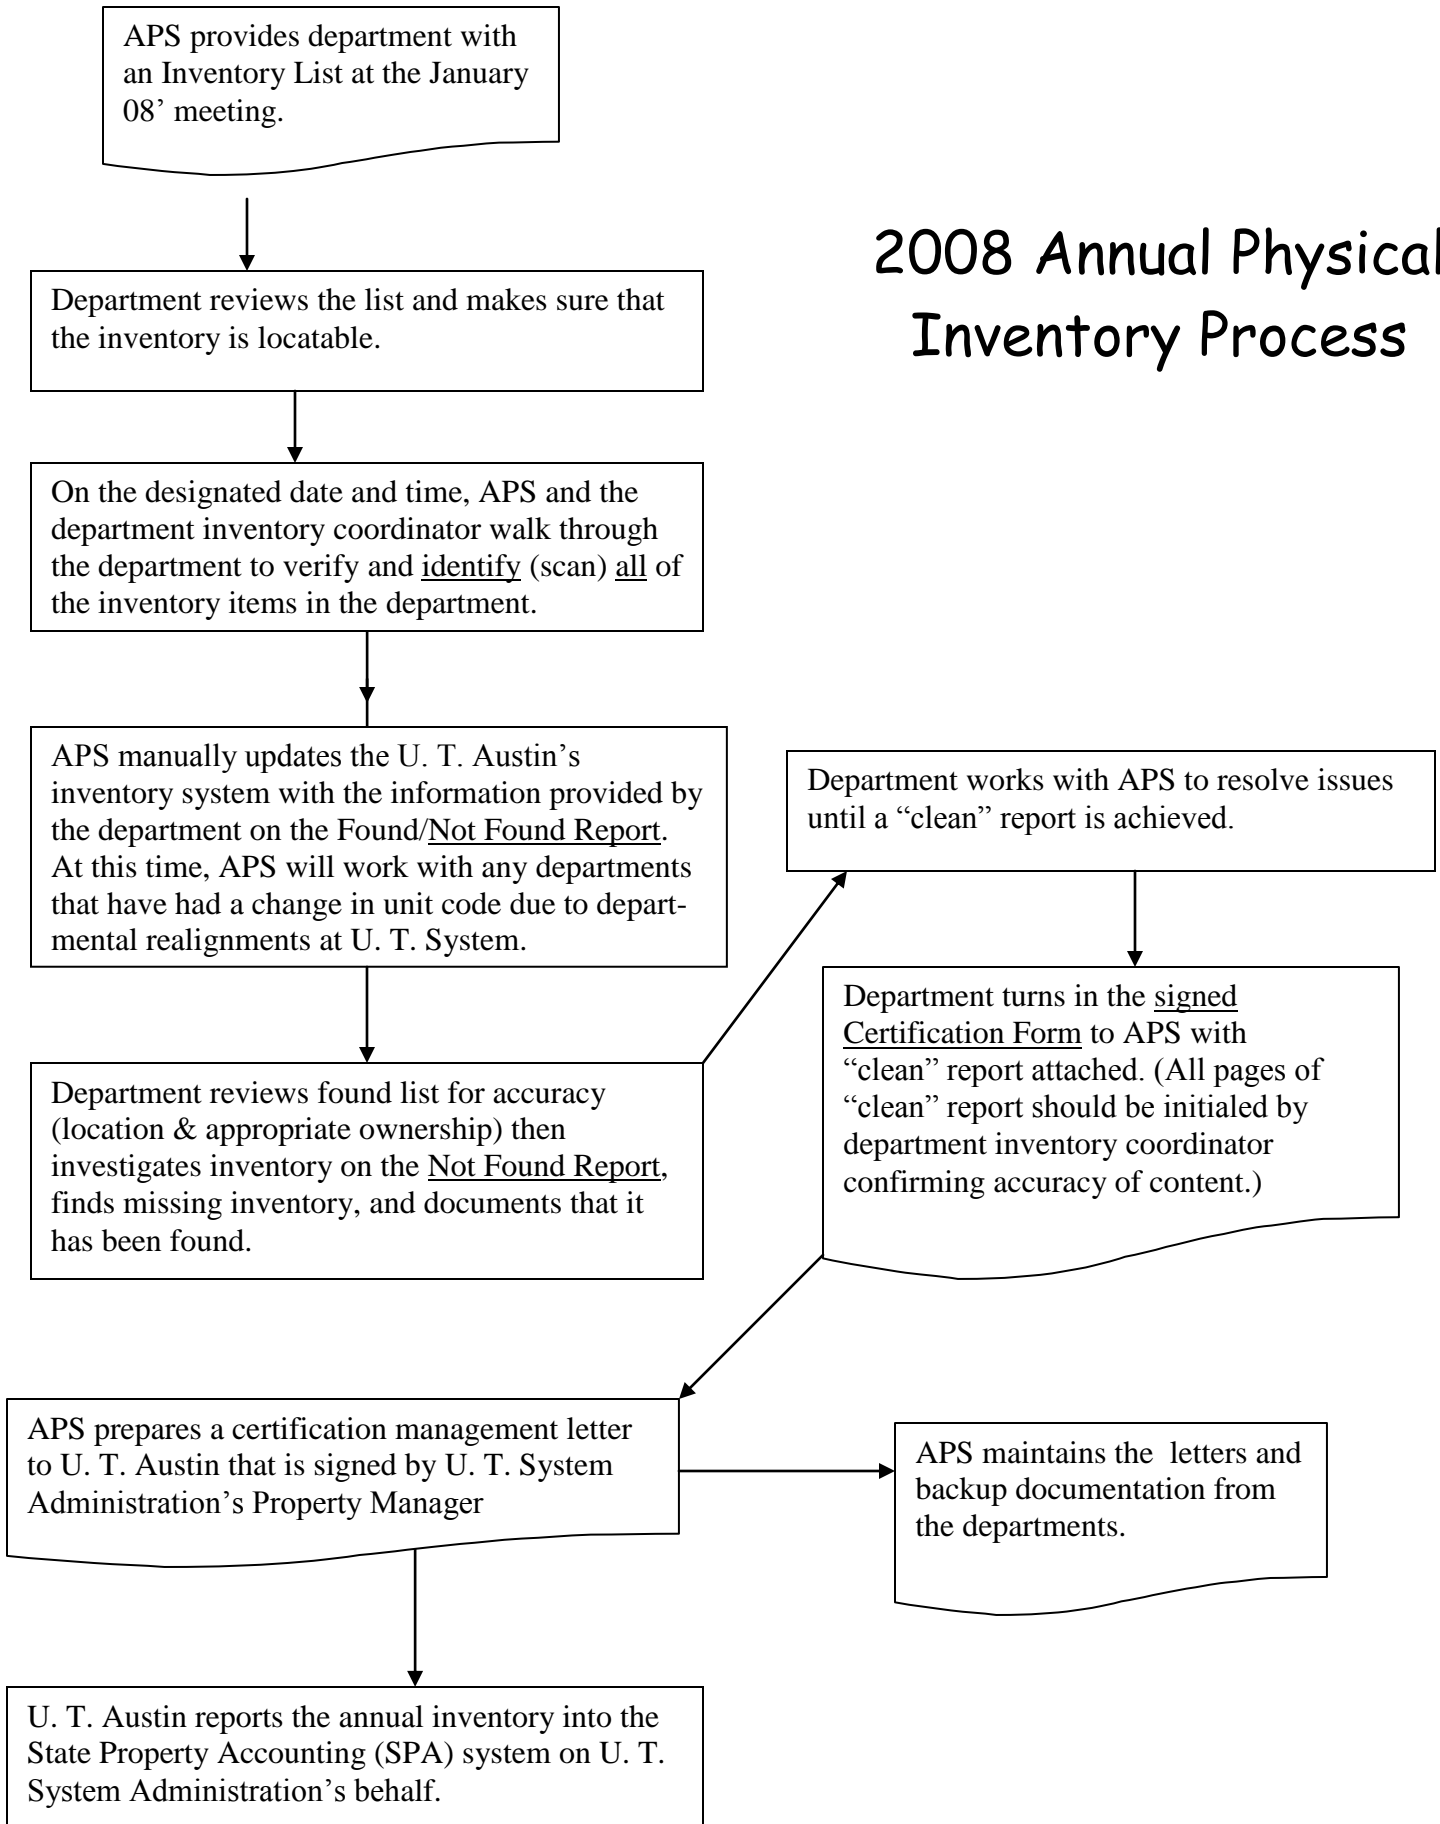 APS provides department with
an Inventory List at the January
08’ meeting.
2008 Annual Physical
Inventory Process
Department reviews the list and makes sure that
the inventory is locatable.
On the designated date and time, APS and the
department inventory coordinator walk through
the department to verify and identify (scan) all of
the inventory items in the department.
APS manually updates the U. T. Austin’s
inventory system with the information provided by
the department on the Found/Not Found Report.
At this time, APS will work with any departments
that have had a change in unit code due to depart-
mental realignments at U. T. System.
Department reviews found list for accuracy
(location & appropriate ownership) then
investigates inventory on the Not Found Report,
finds missing inventory, and documents that it
has been found.
Department works with APS to resolve issues
until a “clean” report is achieved.
Department turns in the signed
Certification Form to APS with
“clean” report attached. (All pages of
“clean” report should be initialed by
department inventory coordinator
confirming accuracy of content.)
APS prepares a certification management letter
to U. T. Austin that is signed by U. T. System
Administration’s Property Manager
APS maintains the  letters and
backup documentation from
the departments.
U. T. Austin reports the annual inventory into the
State Property Accounting (SPA) system on U. T.
System Administration’s behalf.